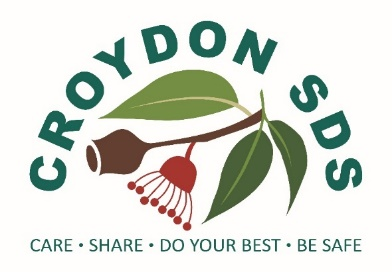 CROYDON SDS
CARE • SHARE • DO YOUR BEST • BE SAFE